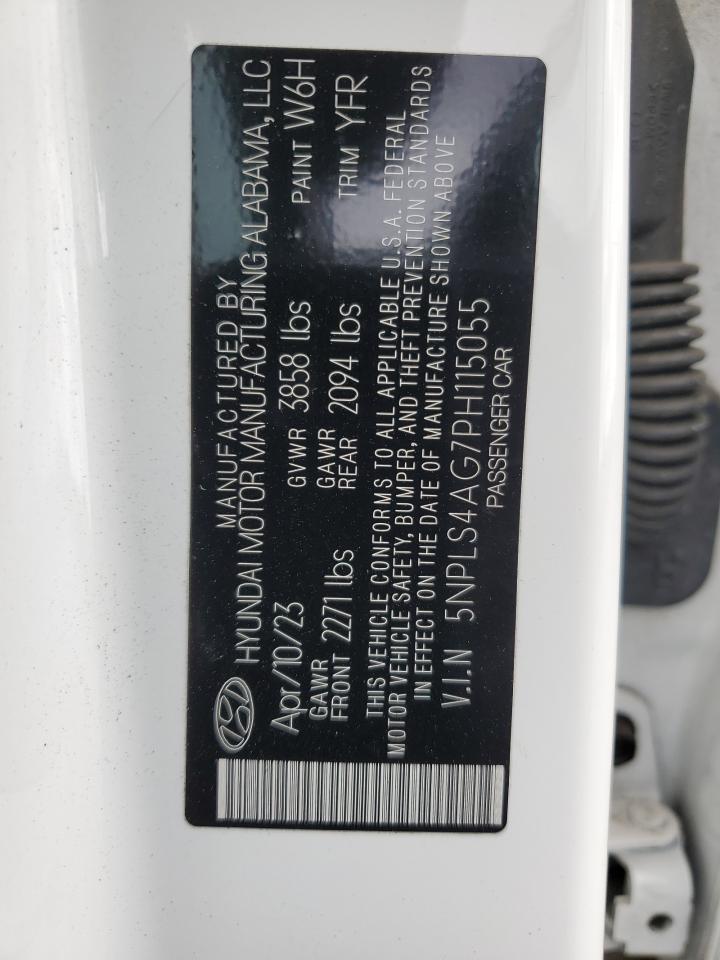 MANUFACTURED BY
HYUNDAI MOTOR MANUFACTURING ALABAMA, LLC
Apr/10/23 GVWR 3858 lbs PAINT W6H
GAWR FRONT 2271 lbs GAWR REAR 2094 lbs TRIM YFR
THIS VEHICLE CONFORMS TO ALL APPLICABLE U.S.A. FEDERAL
MOTOR VEHICLE SAFETY, BUMPER, AND THEFT PREVENTION STANDARDS
IN EFFECT ON THE DATE OF MANUFACTURE SHOWN ABOVE
V.I.N 5NPLS4AG7PH115055
PASSENGER CAR